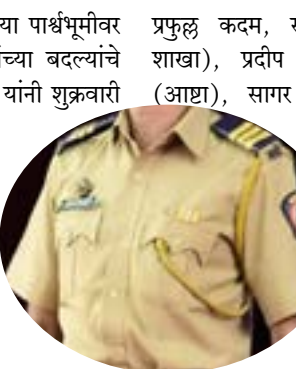 या पार्श्वभूमीवर
च्या बदल्यांचे
यांनी शुक्रवारी
प्रफुल्ल कदम,
शाखा), प्रदीप
(आष्टा), सागर